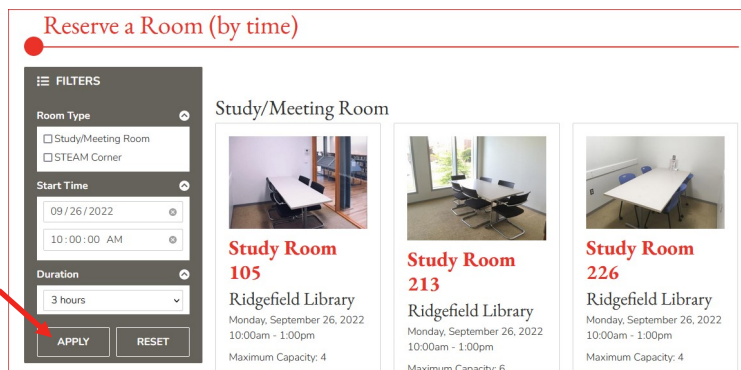 Reserve a Room (by time)
FILTERS
Room Type
Study/Meeting Room
STEAM Corner
Start Time
09/26/2022
10:00:00 AM
Duration
3 hours
APPLY RESET
Study/Meeting Room
Study Room
105
Ridgefield Library
Monday, September 26, 2022
10:00am - 1:00pm
Maximum Capacity: 4
Study Room
213
Ridgefield Library
Monday, September 26, 2022
10:00am - 1:00pm
Maximum Capacity: 6
Study Room
226
Ridgefield Library
Monday, September 26, 2022
10:00am - 1:00pm
Maximum Capacity: 4